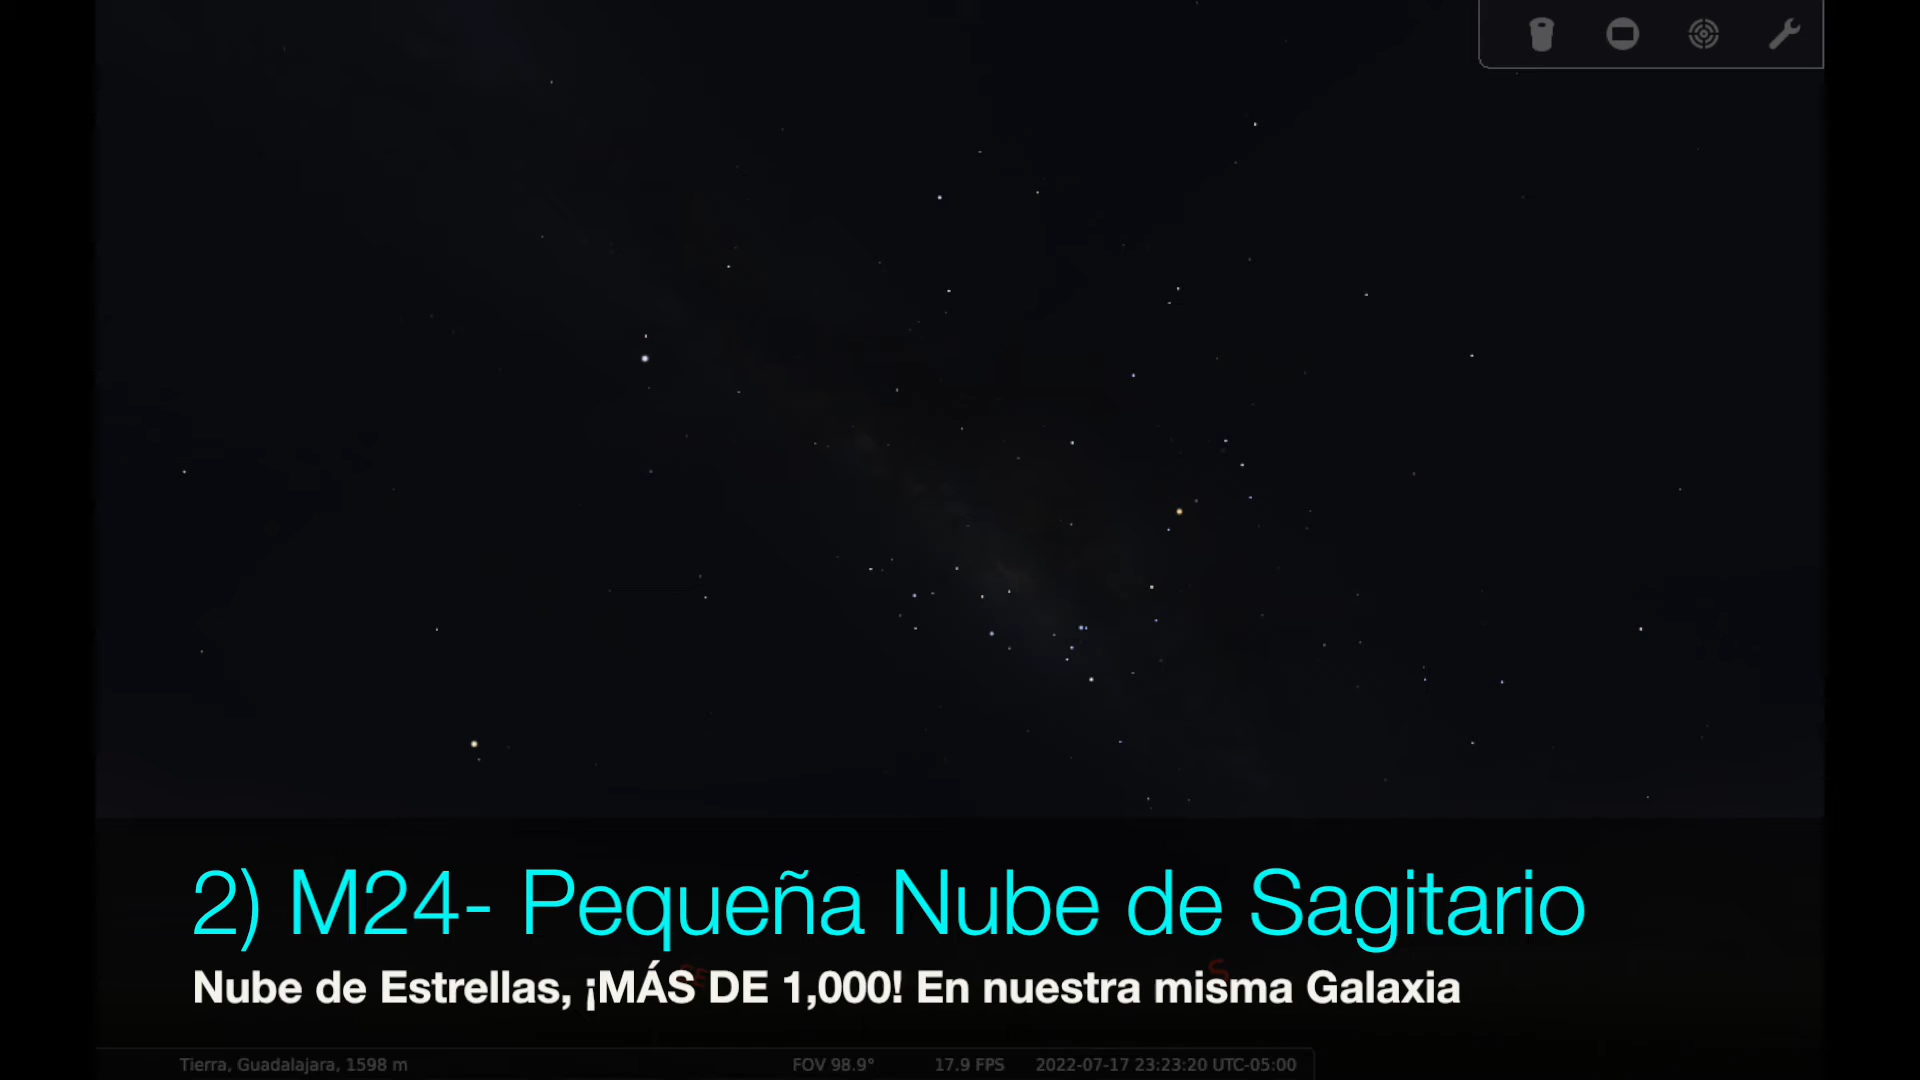 2) M24- Pequeña Nube de Sagitario
Nube de Estrellas, ¡MÁS DE 1,000! En nuestra misma Galaxia
S
Tierra, Guadalajara, 1598 m FOV 98.9° 17.9 FPS 2022-07-17 23:23:20 UTC-05:00